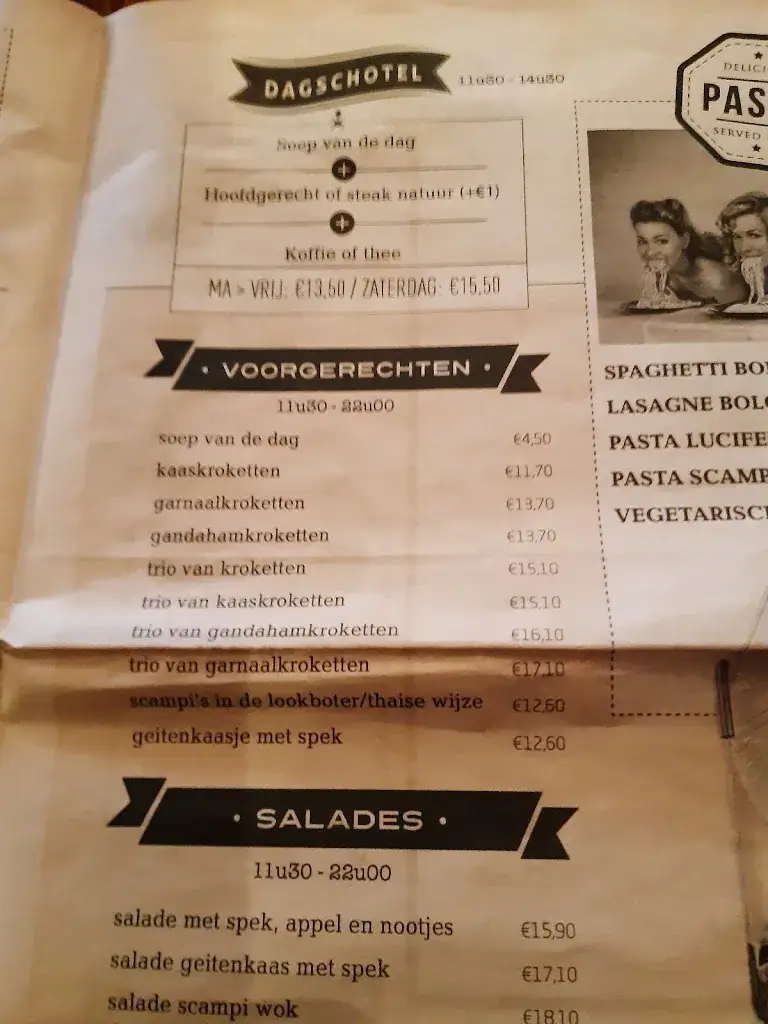 DAGSCHOTEL 11u30 - 14u30
Soep van de dag
+
Hoofdgerecht of steak natuur (+€1)
+
Koffie of thee
MA > VRIJ: €13,50 / ZATERDAG: €15,50
· VOORGERECHTEN ·
11u30 - 22u00
soep van de dag €4,50
kaaskroketten €11,70
garnaalkroketten €13,70
gandahamkroketten €13,70
trio van kroketten €15,10
trio van kaaskroketten €15,10
trio van gandahamkroketten €16,10
trio van garnaalkroketten €17,10
scampi's in de lookboter/thaise wijze €12,60
geitenkaasje met spek €12,60
· SALADES ·
11u30 - 22u00
salade met spek, appel en nootjes €15,90
salade geitenkaas met spek €17,10
salade scampi wok €18,10
DELICI
PAS
SERVED
SPAGHETTI BO
LASAGNE BOL
PASTA LUCIFE
PASTA SCAMP
VEGETARISC